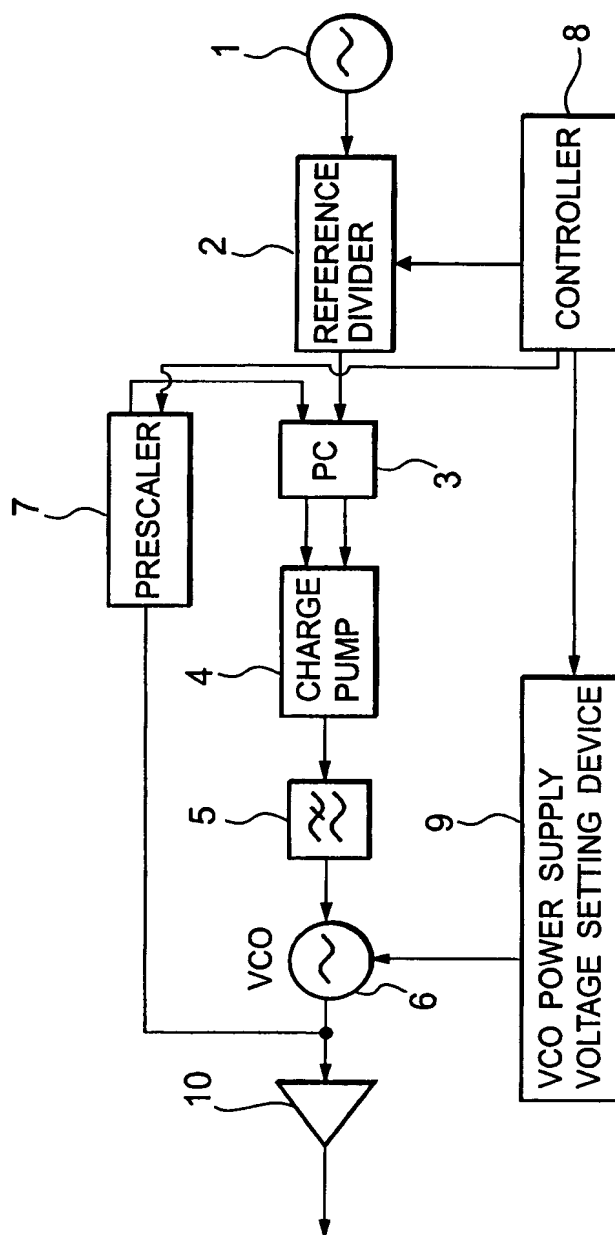 7
PRESCALER
10
VCO
6
5
4
CHARGE
PUMP
PC
3
2
REFERENCE
DIVIDER
1
9
VCO POWER SUPPLY
VOLTAGE SETTING DEVICE
8
CONTROLLER